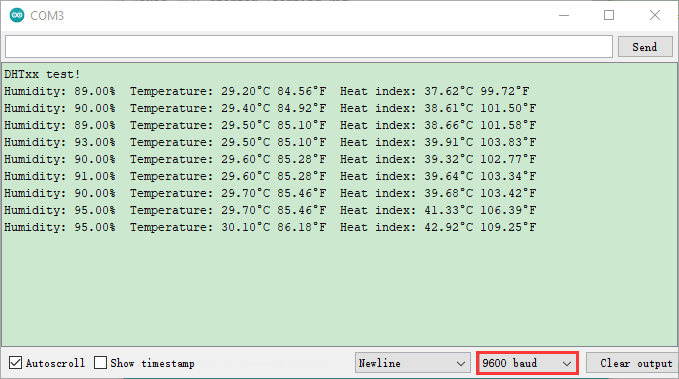 COM3
Send
DHTxx test!
Humidity: 89.00%  Temperature: 29.20°C 84.56°F  Heat index: 37.62°C 99.72°F
Humidity: 90.00%  Temperature: 29.40°C 84.92°F  Heat index: 38.61°C 101.50°F
Humidity: 89.00%  Temperature: 29.50°C 85.10°F  Heat index: 38.66°C 101.58°F
Humidity: 93.00%  Temperature: 29.50°C 85.10°F  Heat index: 39.91°C 103.83°F
Humidity: 90.00%  Temperature: 29.60°C 85.28°F  Heat index: 39.32°C 102.77°F
Humidity: 91.00%  Temperature: 29.60°C 85.28°F  Heat index: 39.64°C 103.34°F
Humidity: 90.00%  Temperature: 29.70°C 85.46°F  Heat index: 39.68°C 103.42°F
Humidity: 95.00%  Temperature: 29.70°C 85.46°F  Heat index: 41.33°C 106.39°F
Humidity: 95.00%  Temperature: 30.10°C 86.18°F  Heat index: 42.92°C 109.25°F
Autoscroll Show timestamp Newline 9600 baud Clear output